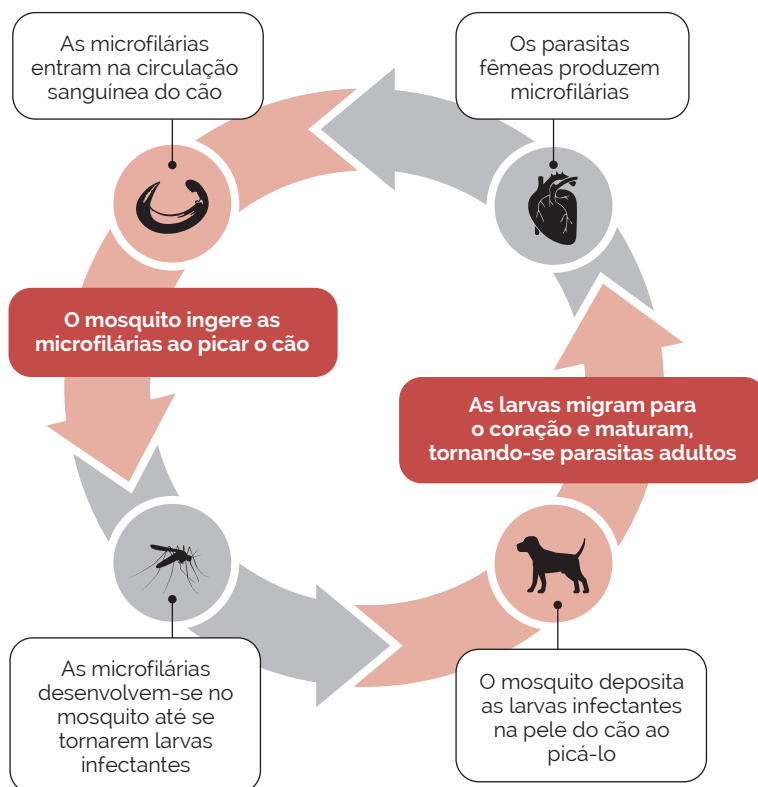 As microfilárias
entram na circulação
sanguínea do cão
Os parasitas
fêmeas produzem
microfilárias
O mosquito ingere as
microfilárias ao picar o cão
As larvas migram para
o coração e maturam,
tornando-se parasitas adultos
As microfilárias
desenvolvem-se no
mosquito até se
tornarem larvas
infectantes
O mosquito deposita
as larvas infectantes
na pele do cão ao
picá-lo